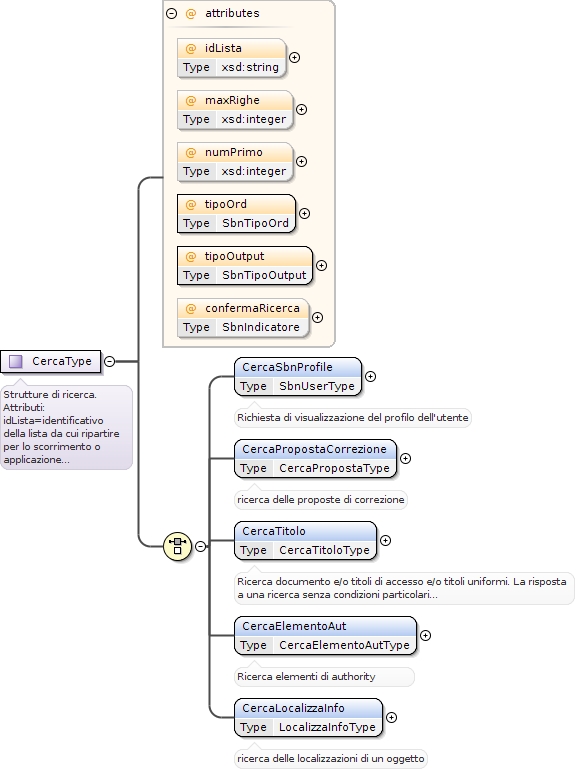 @ attributes
@ idLista
Type xsd:string
@ maxRighe
Type xsd:integer
@ numPrimo
Type xsd:integer
@ tipoOrd
Type SbnTipoOrd
@ tipoOutput
Type SbnTipoOutput
@ confermaRicerca
Type SbnIndicatore
CercaType
Strutture di ricerca.
Attributi:
idLista=identificativo
della lista da cui ripartire
per lo scorrimento o
applicazione...
CercaSbnProfile
Type SbnUserType
Richiesta di visualizzazione del profilo dell'utente
CercaPropostaCorrezione
Type CercaPropostaType
ricerca delle proposte di correzione
CercaTitolo
Type CercaTitoloType
Ricerca documento e/o titoli di accesso e/o titoli uniformi. La risposta
a una ricerca senza condizioni particolari...
CercaElementoAut
Type CercaElementoAutType
Ricerca elementi di authority
CercaLocalizzaInfo
Type LocalizzaInfoType
ricerca delle localizzazioni di un oggetto